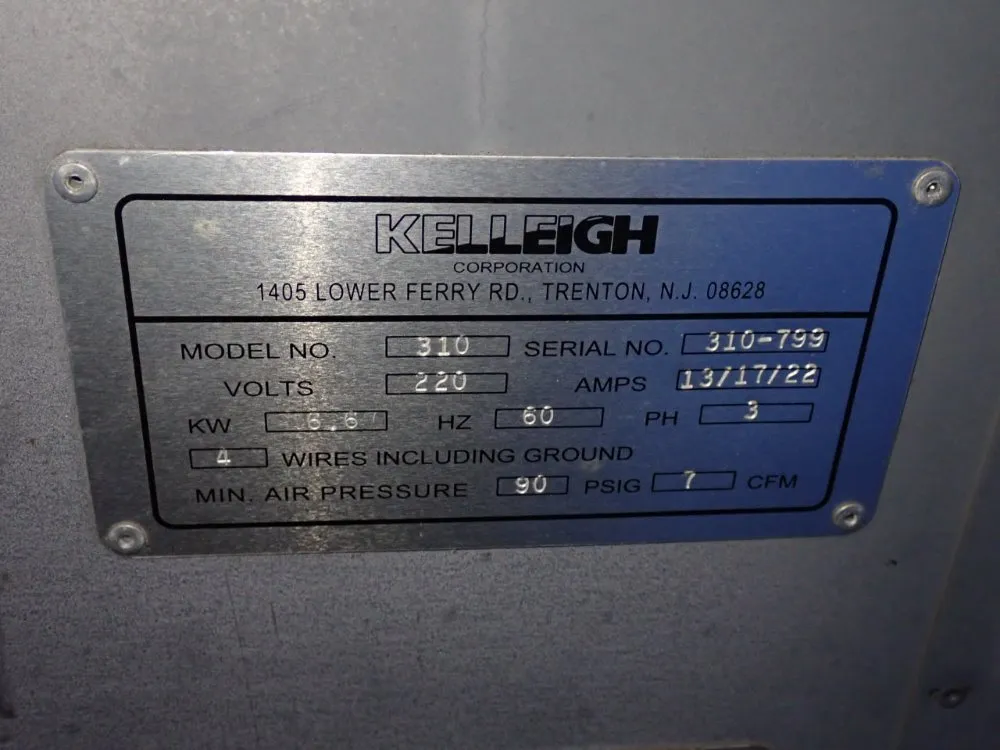 KELLEIGH
CORPORATION
1405 LOWER FERRY RD., TRENTON, N.J. 08628
MODEL NO. 310 SERIAL NO. 310-799
VOLTS 220 AMPS 13/17/22
KW 6.6 HZ 60 PH 3
4 WIRES INCLUDING GROUND
MIN. AIR PRESSURE 90 PSIG 7 CFM